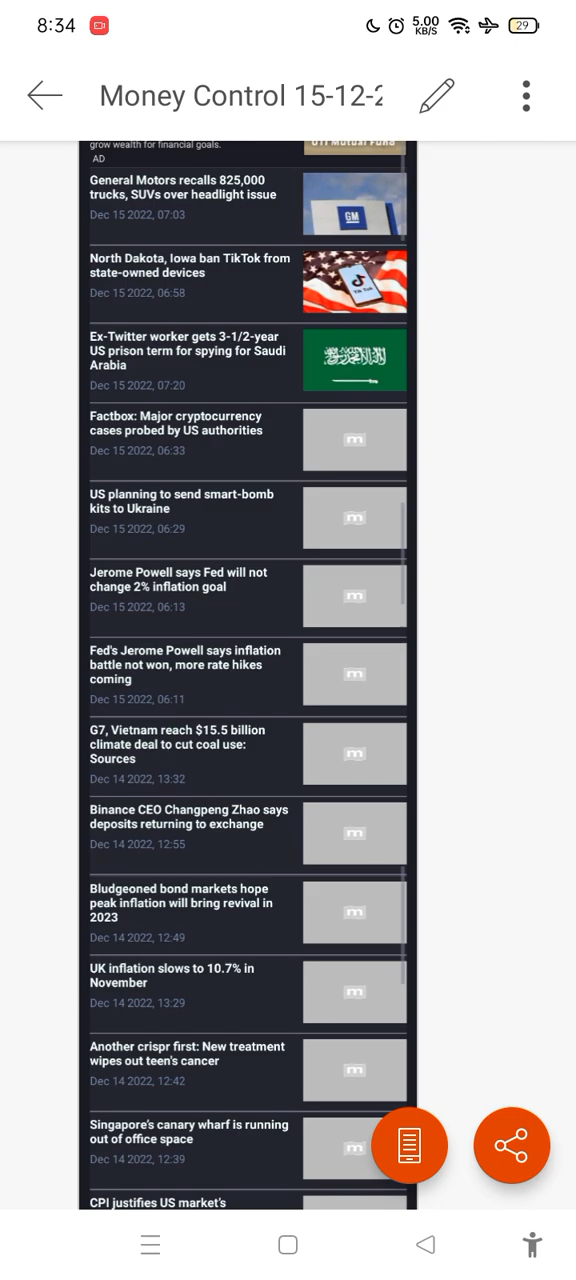 8:34
5.00
KB/S
29
Money Control 15-12-2
grow wealth for financial goals.
UTI Mutual Fund
AD
General Motors recalls 825,000
trucks, SUVs over headlight issue
Dec 15 2022, 07:03
GM
North Dakota, Iowa ban TikTok from
state-owned devices
Dec 15 2022, 06:58
TikTok
Ex-Twitter worker gets 3-1/2-year
US prison term for spying for Saudi
Arabia
Dec 15 2022, 07:20
Factbox: Major cryptocurrency
cases probed by US authorities
Dec 15 2022, 06:33
m
US planning to send smart-bomb
kits to Ukraine
Dec 15 2022, 06:29
m
Jerome Powell says Fed will not
change 2% inflation goal
Dec 15 2022, 06:13
m
Fed's Jerome Powell says inflation
battle not won, more rate hikes
coming
Dec 15 2022, 06:11
m
G7, Vietnam reach $15.5 billion
climate deal to cut coal use:
Sources
Dec 14 2022, 13:32
m
Binance CEO Changpeng Zhao says
deposits returning to exchange
Dec 14 2022, 12:55
m
Bludgeoned bond markets hope
peak inflation will bring revival in
2023
Dec 14 2022, 12:49
m
UK inflation slows to 10.7% in
November
Dec 14 2022, 13:29
m
Another crispr first: New treatment
wipes out teen's cancer
Dec 14 2022, 12:42
m
Singapore's canary wharf is running
out of office space
Dec 14 2022, 12:39
m
CPI justifies US market's